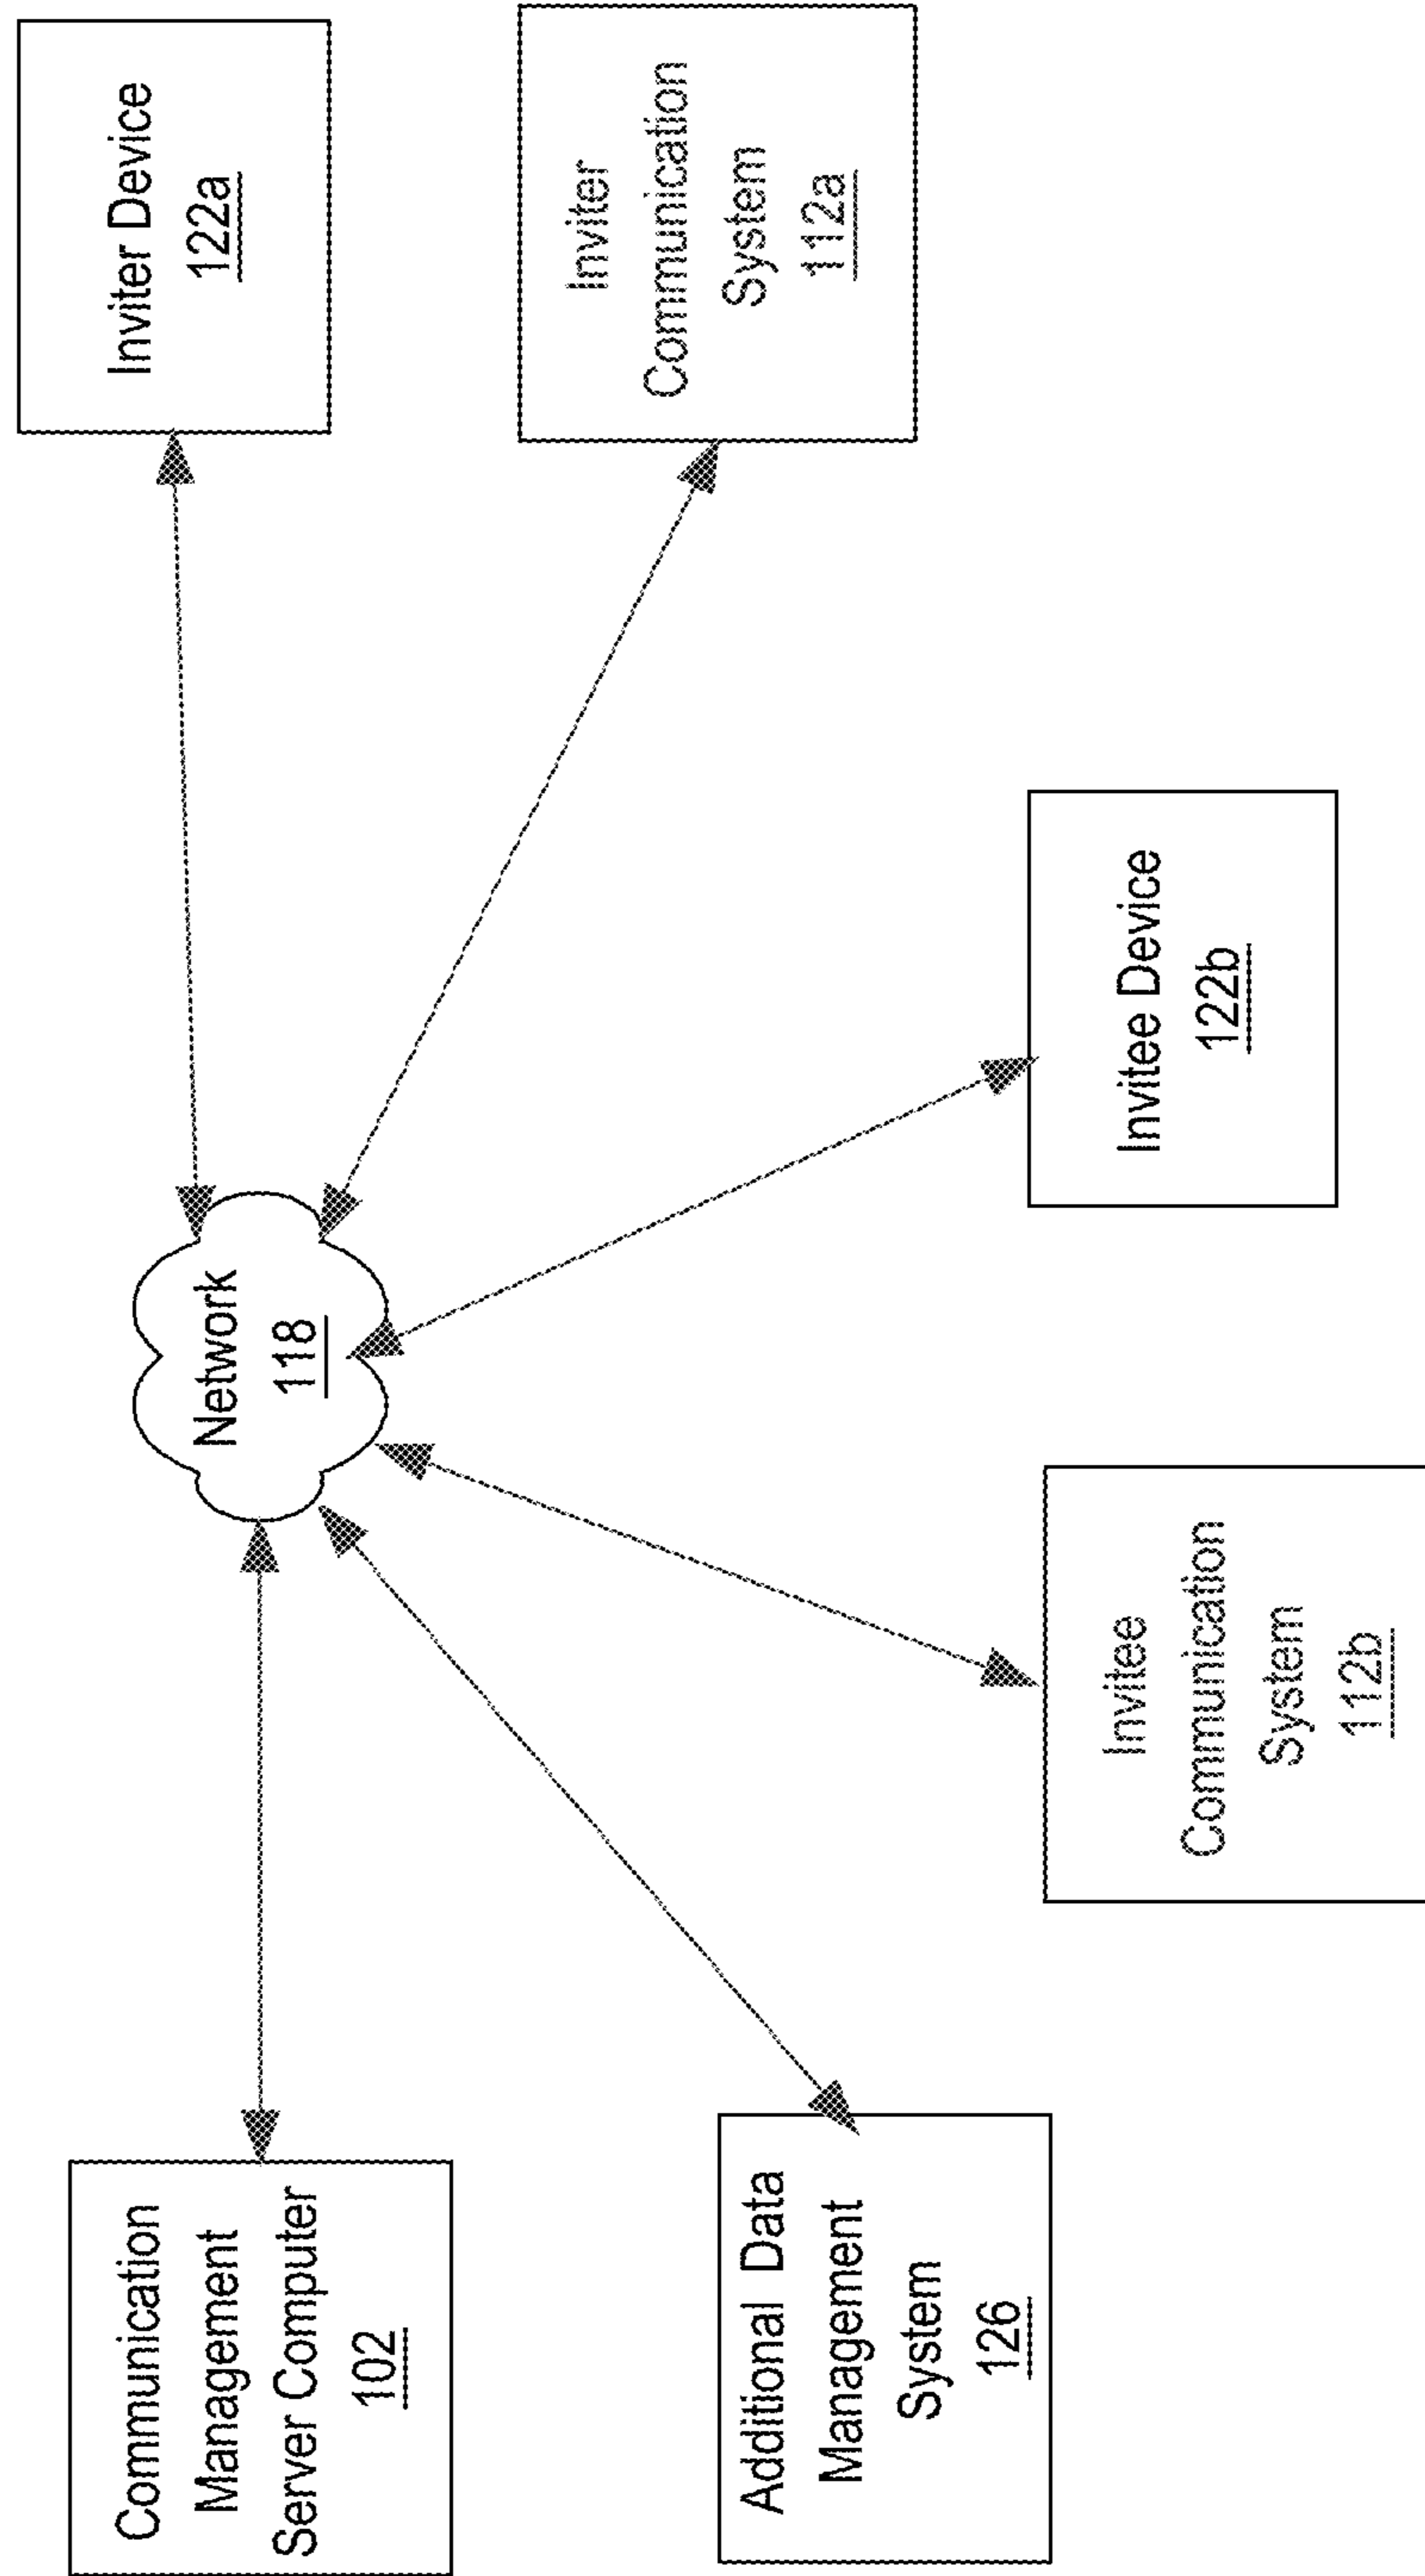 Communication
Management
Server Computer
102
Network
118
Inviter Device
122a
Inviter
Communication
System
112a
Additional Data
Management
System
126
Invitee
Communication
System
112b
Invitee Device
122b